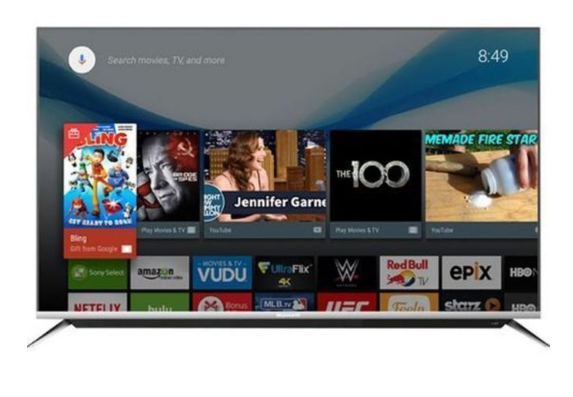 Search movies, TV, and more
8:49
BLING
GET READY TO BLING
BRIDGE OF SPIES
THE 100
MEMADE FIRE STAR
Jennifer Garne
Bling
Gift from Google
Play Movies & TV
YouTube
Play Movies & TV
YouTube
Sony Select
amazon
- MOVIES & TV -
VUDU
UltraFlix
4K
W
Red Bull
TV
epix
HBO
NETFLIX
hulu
Bonus
MLB.TV
UFC
starz
HBO